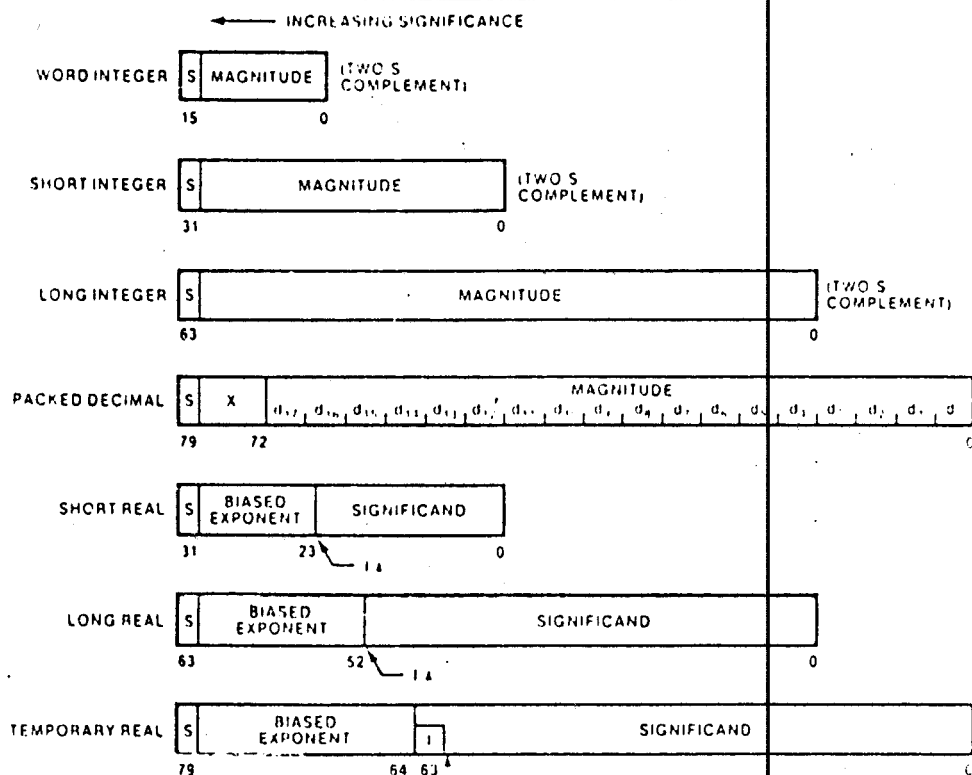 INCREASING SIGNIFICANCE
WORD INTEGER S MAGNITUDE (TWO S COMPLEMENT)
15 0
SHORT INTEGER S MAGNITUDE (TWO S COMPLEMENT)
31 0
LONG INTEGER S MAGNITUDE (TWO S COMPLEMENT)
63 0
PACKED DECIMAL S X MAGNITUDE
79 72 0
SHORT REAL S BIASED EXPONENT SIGNIFICAND
31 23 0
LONG REAL S BIASED EXPONENT SIGNIFICAND
63 52 0
TEMPORARY REAL S BIASED EXPONENT I SIGNIFICAND
79 64 63 0